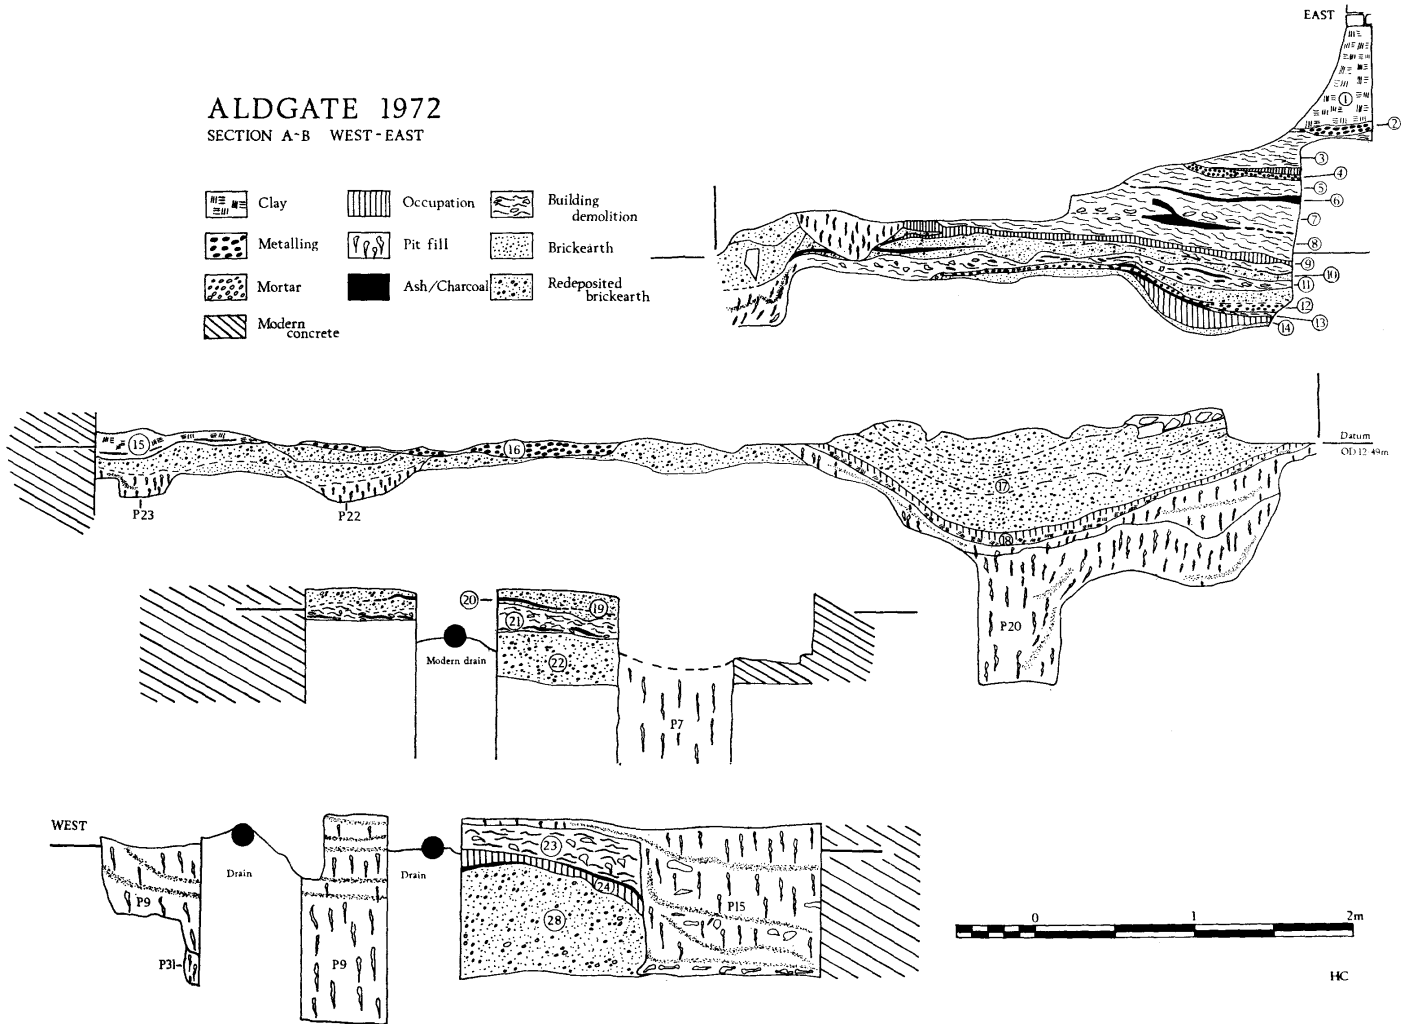 EAST
ALDGATE 1972
SECTION A-B WEST-EAST
Clay
Occupation
Building
demolition
Metalling
Pit fill
Brickearth
Mortar
Ash/Charcoal
Redeposited
brickearth
Modern
concrete
1
2
3
4
5
6
7
8
9
10
11
12
13
14
15
16
17
18
Datum
OD 12 49m
P23
P22
P20
20
19
21
22
Modern drain
P7
WEST
Drain
Drain
P9
P31
P9
23
24
28
P15
0 1 2m
HC